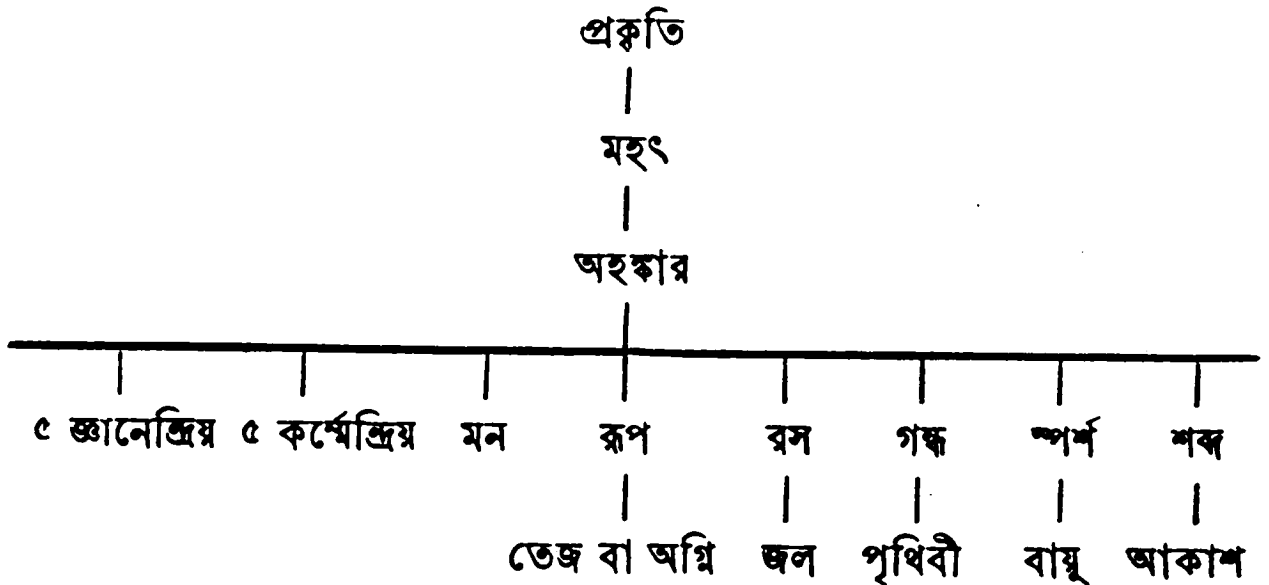 প্রকৃতি
মহৎ
অহঙ্কার
৫ জ্ঞানেন্দ্রিয় ৫ কর্ম্মেন্দ্রিয় মন রূপ রস গন্ধ স্পর্শ শব্দ
তেজ বা অগ্নি জল পৃথিবী বায়ু আকাশ